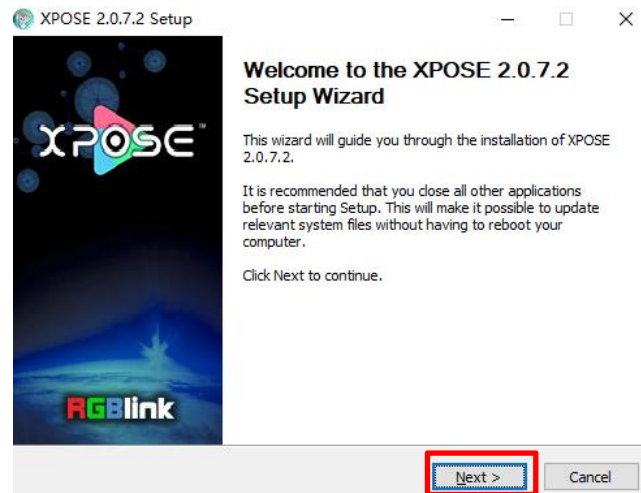 XPOSE 2.0.7.2 Setup
Welcome to the XPOSE 2.0.7.2
Setup Wizard
XPOSE™
This wizard will guide you through the installation of XPOSE
2.0.7.2.
It is recommended that you close all other applications
before starting Setup. This will make it possible to update
relevant system files without having to reboot your
computer.
Click Next to continue.
RGBlink
Next >
Cancel